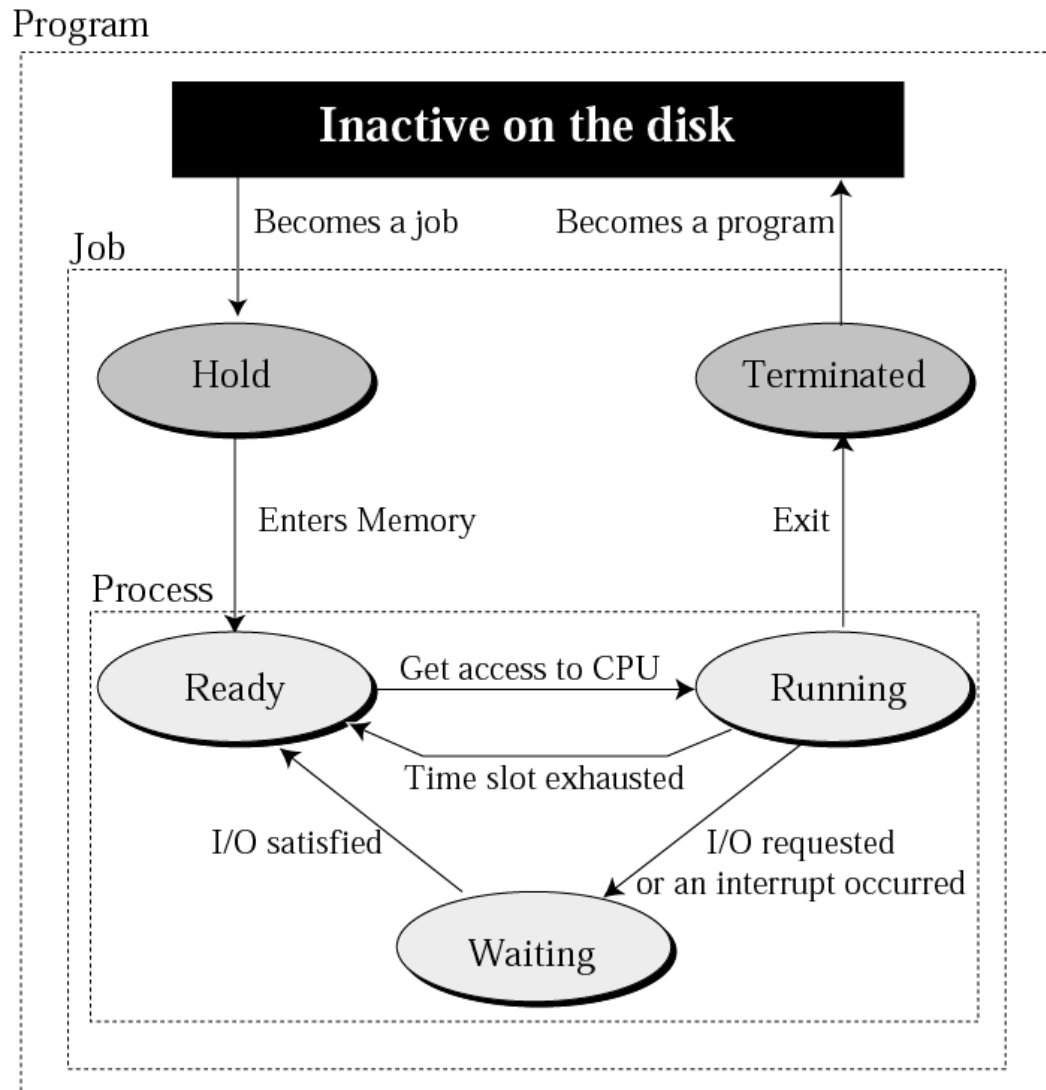 Program
Inactive on the disk
Becomes a job
Becomes a program
Job
Hold
Terminated
Enters Memory
Exit
Process
Ready
Get access to CPU
Running
Time slot exhausted
I/O satisfied
I/O requested
or an interrupt occurred
Waiting